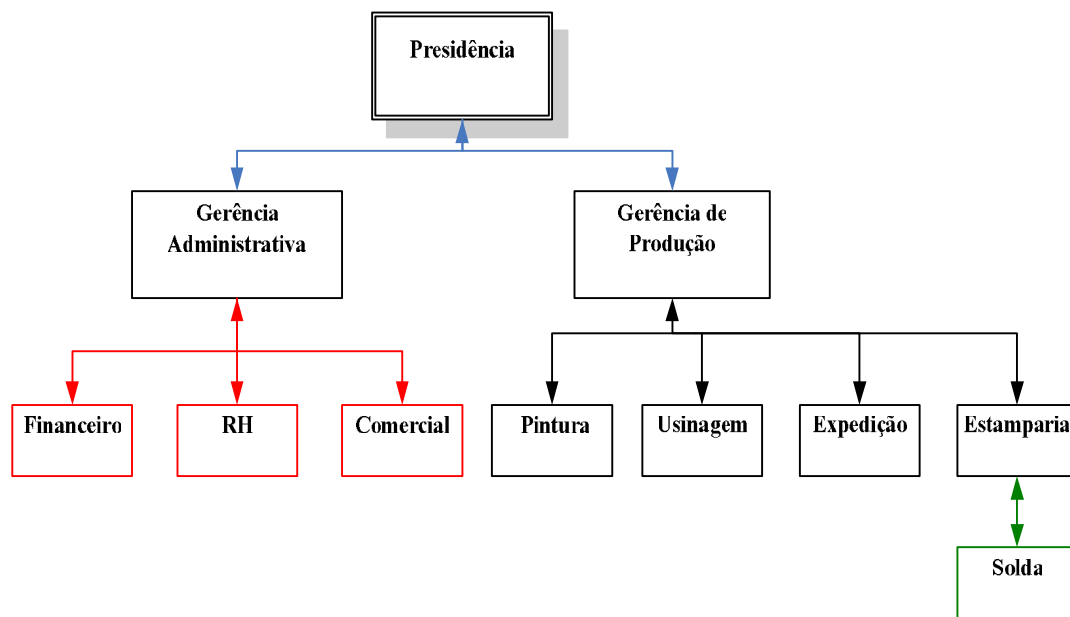 Presidência
Gerência
Administrativa
Gerência de
Produção
Financeiro
RH
Comercial
Pintura
Usinagem
Expedição
Estamparia
Solda